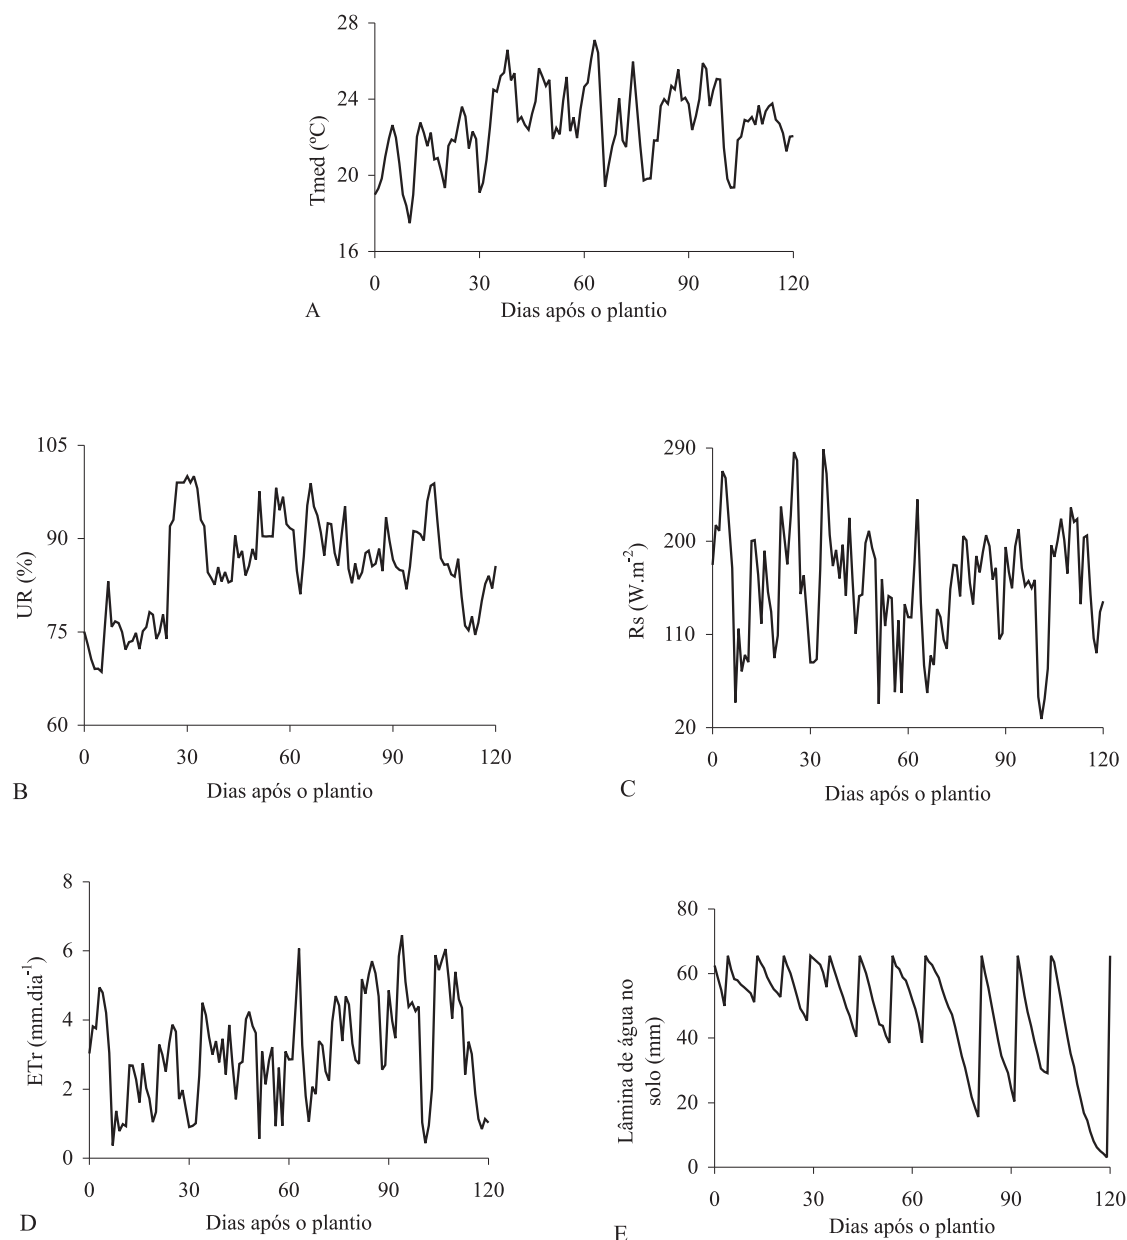 28
24
20
16
Tmed (ºC)
0 30 60 90 120
Dias após o plantio
A
105
90
75
60
UR (%)
0 30 60 90 120
Dias após o plantio
B
290
200
110
20
Rs (W.m-2)
0 30 60 90 120
Dias após o plantio
C
8
6
4
2
0
ETr (mm.dia-1)
0 30 60 90 120
Dias após o plantio
D
80
60
40
20
0
Lâmina de água no
solo (mm)
0 30 60 90 120
Dias após o plantio
E